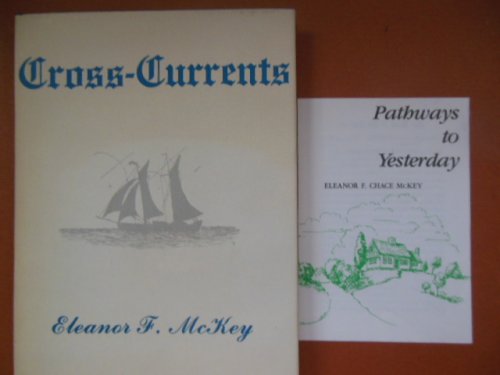 Cross-Currents
Eleanor F. McKey
Pathways
to
Yesterday
ELEANOR F. CHACE McKEY